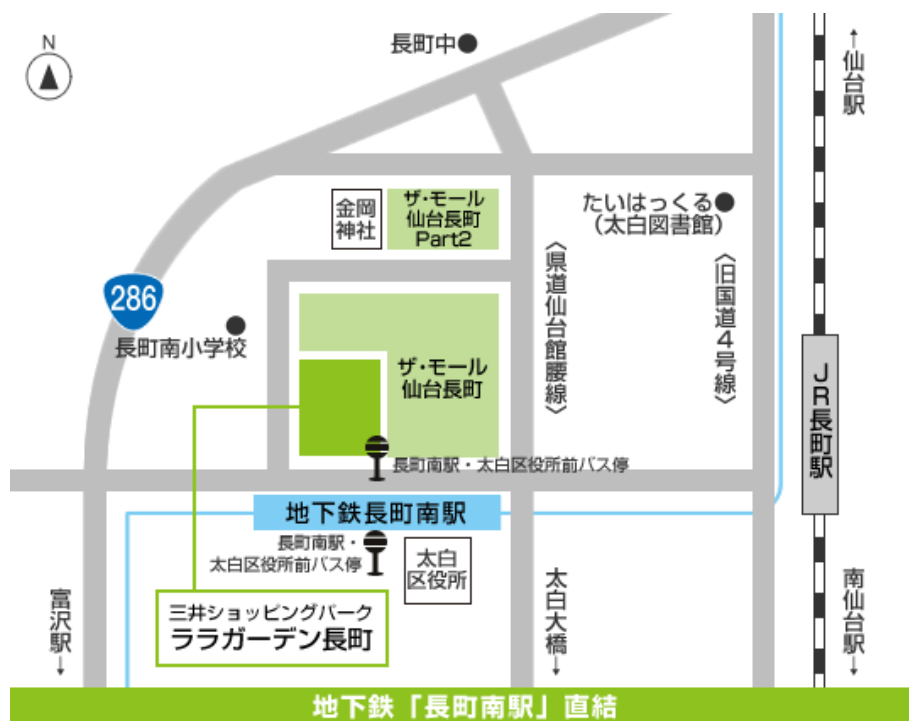 N
長町中
↑仙台駅
金岡
神社
ザ・モール
仙台長町
Part2
たいはっくる
(太白図書館)
286
長町南小学校
〈県道仙台館腰線〉
〈旧国道4号線〉
ザ・モール
仙台長町
JR長町駅
長町南駅・太白区役所前バス停
地下鉄長町南駅
長町南駅・
太白区役所前バス停
太白
区役所
富沢駅↓
三井ショッピングパーク
ララガーデン長町
太白大橋↓
南仙台駅↓
地下鉄「長町南駅」直結